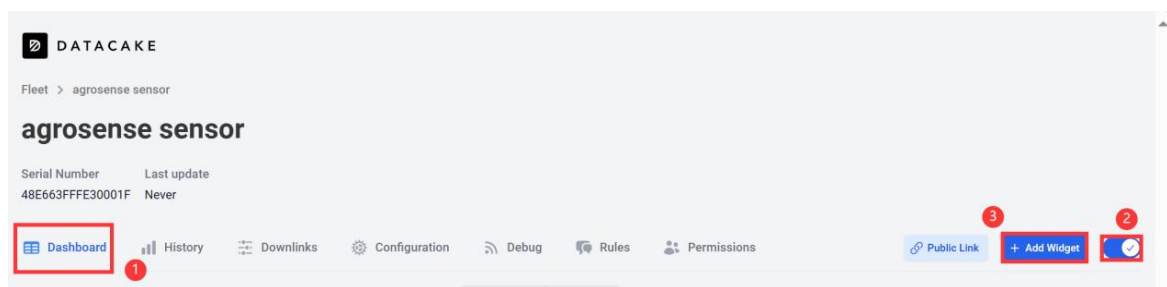 DATACAKE
Fleet > agrosense sensor
agrosense sensor
Serial Number Last update
48E663FFFE30001F Never
3 2
Dashboard History Downlinks Configuration Debug Rules Permissions Public Link + Add Widget
1